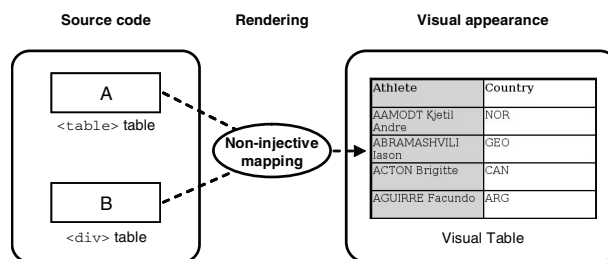 Source code Rendering Visual appearance
A
<table> table
Non-injective
mapping
B
<div> table
Athlete Country
AAMODT Kjetil NOR
Andre
ABRAMASHVILI GEO
Iason
ACTON Brigitte CAN
AGUIRRE Facundo ARG
Visual Table